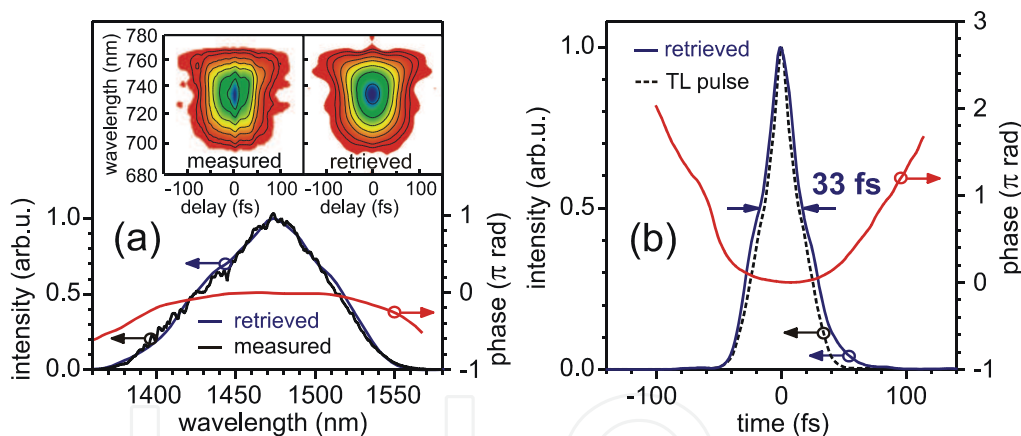 780
760
740
720
700
680
wavelength (nm)
measured
retrieved
-100
0
100
-100
0
100
delay (fs)
delay (fs)
(a)
1.0
0.5
0.0
intensity (arb.u.)
1
0
-1
phase (π rad)
retrieved
measured
1400
1450
1500
1550
wavelength (nm)
1.0
0.5
0.0
intensity (arb.u.)
retrieved
TL pulse
33 fs
(b)
3
2
1
0
-1
phase (π rad)
-100
0
100
time (fs)